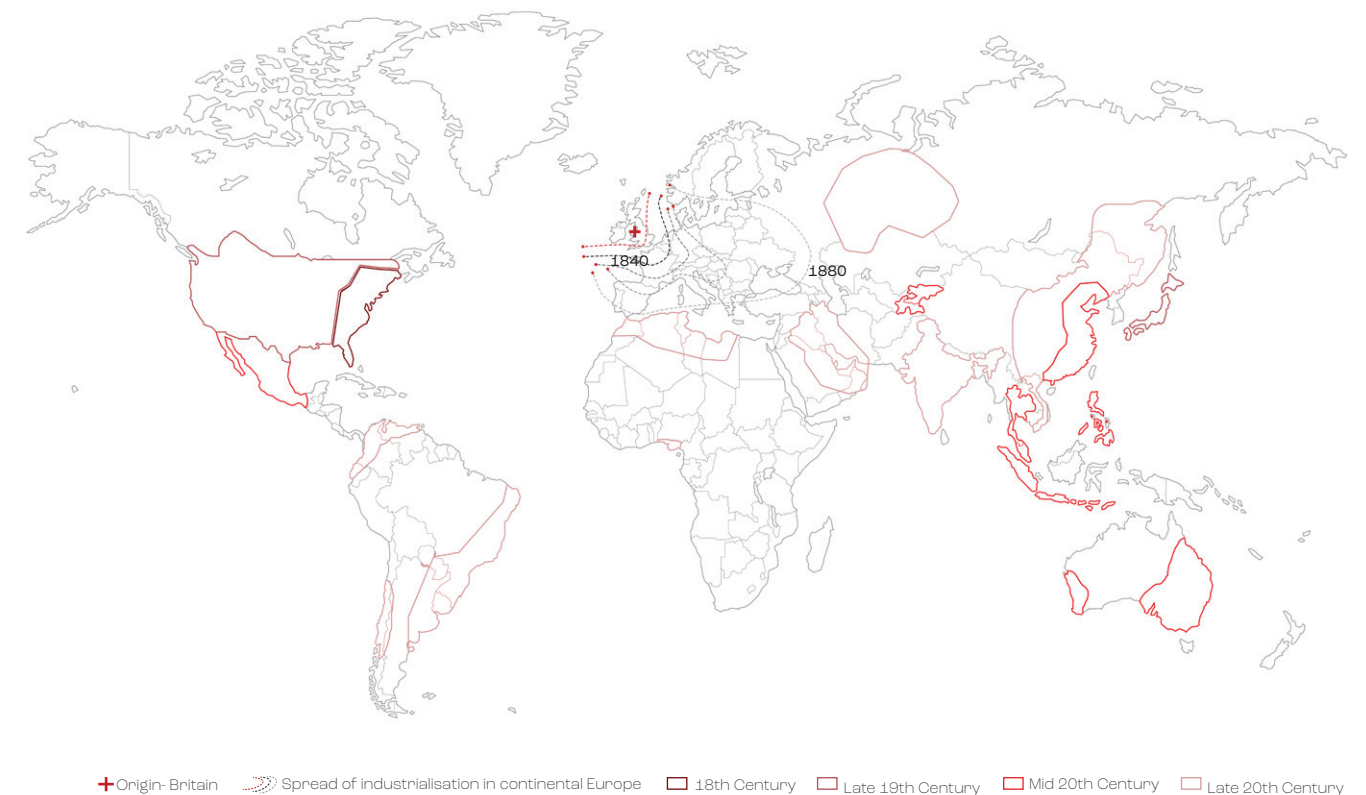 1840
1880
Origin- Britain
Spread of industrialisation in continental Europe
18th Century
Late 19th Century
Mid 20th Century
Late 20th Century